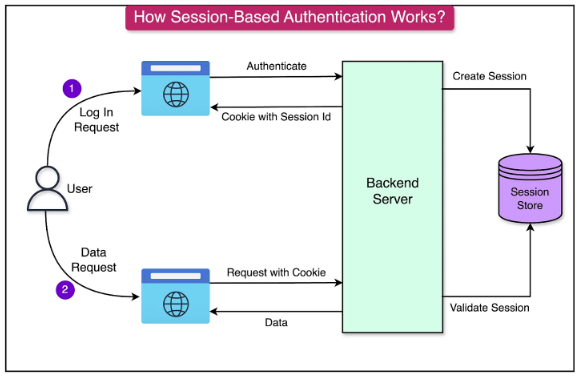 How Session-Based Authentication Works?
1
Log In
Request
Authenticate
Cookie with Session Id
Create Session
User
Backend
Server
Session
Store
Data
Request
2
Request with Cookie
Data
Validate Session